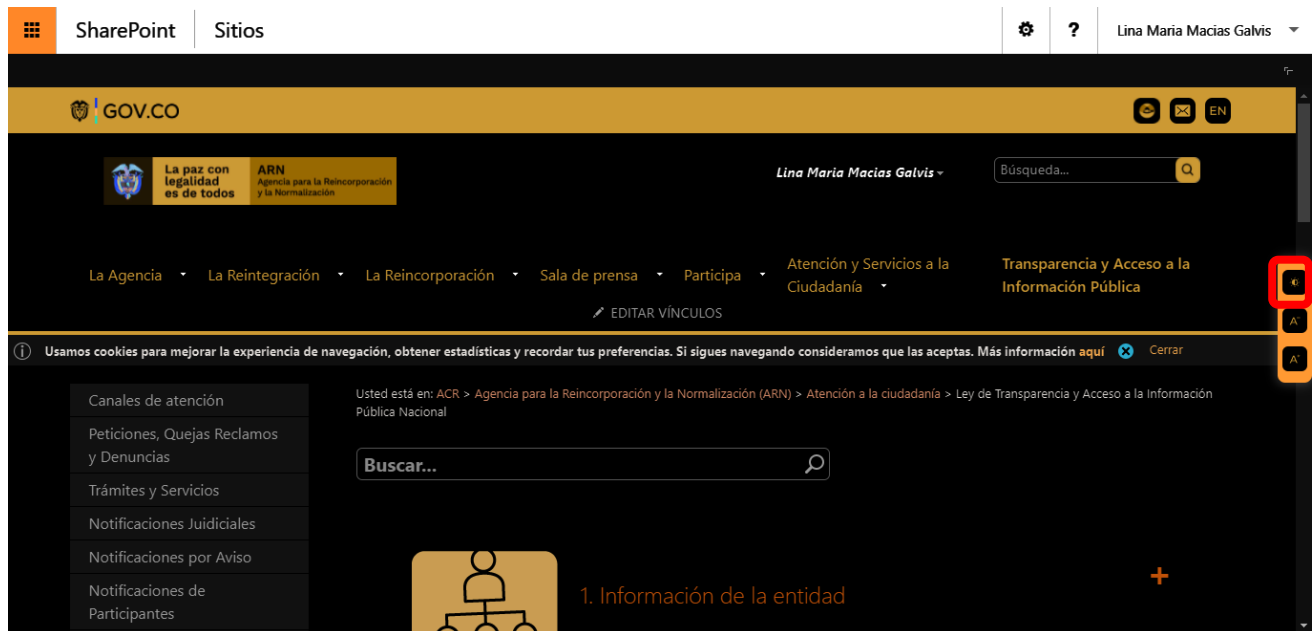 SharePoint
Sitios
?
Lina Maria Macias Galvis
GOV.CO
EN
La paz con
legalidad
es de todos
ARN
Agencia para la Reincorporación
y la Normalización
Lina Maria Macias Galvis
Búsqueda...
La Agencia
La Reintegración
La Reincorporación
Sala de prensa
Participa
Atención y Servicios a la
Ciudadanía
Transparencia y Acceso a la
Información Pública
EDITAR VÍNCULOS
Usamos cookies para mejorar la experiencia de navegación, obtener estadísticas y recordar tus preferencias. Si sigues navegando consideramos que las aceptas. Más información aquí
Cerrar
Canales de atención
Peticiones, Quejas Reclamos
y Denuncias
Trámites y Servicios
Notificaciones Juidiciales
Notificaciones por Aviso
Notificaciones de
Participantes
Usted está en: ACR > Agencia para la Reincorporación y la Normalización (ARN) > Atención a la ciudadanía > Ley de Transparencia y Acceso a la Información
Pública Nacional
Buscar...
1. Información de la entidad
+